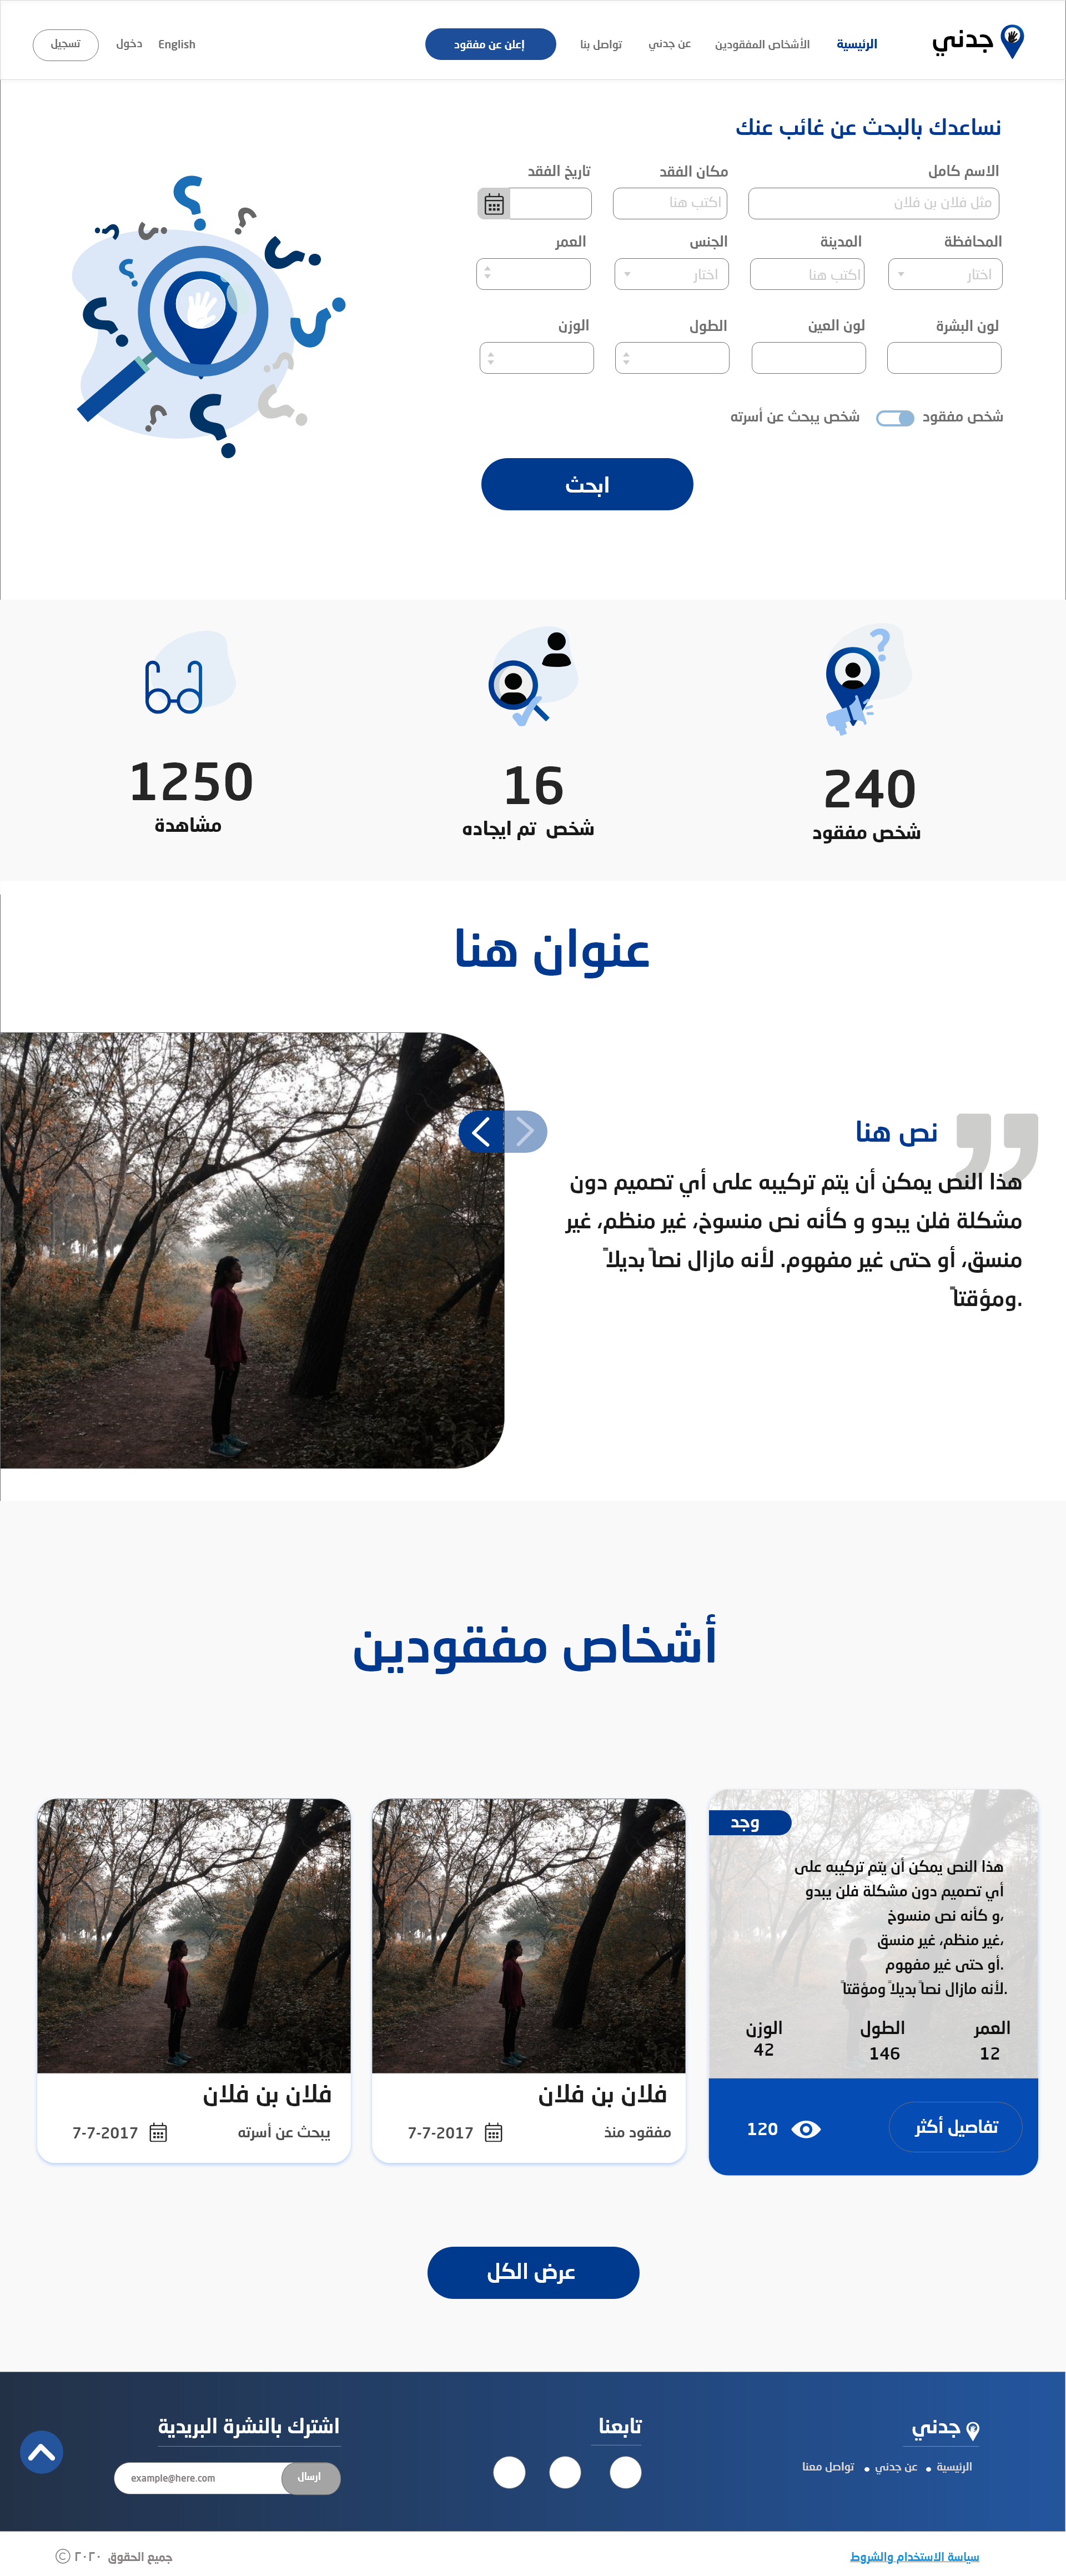 جدني
الرئيسية
الأشخاص المفقودين
عن جدني
تواصل بنا
إعلن عن مفقود
English
دخول
تسجيل
نساعدك بالبحث عن غائب عنك
الاسم كامل
مكان الفقد
تاريخ الفقد
مثل فلان بن فلان
اكتب هنا
المحافظة
المدينة
الجنس
العمر
اختار
اكتب هنا
اختار
لون البشرة
لون العين
الطول
الوزن
شخص مفقود
شخص يبحث عن أسرته
ابحث
240
شخص مفقود
16
شخص تم ايجاده
1250
مشاهدة
عنوان هنا
نص هنا
هذا النص يمكن أن يتم تركيبه على أي تصميم دون
مشكلة فلن يبدو و كأنه نص منسوخ، غير منظم، غير
منسق، أو حتى غير مفهوم. لأنه مازال نصاً بديلاً
ومؤقتاً.
أشخاص مفقودين
وجد
هذا النص يمكن أن يتم تركيبه على
أي تصميم دون مشكلة فلن يبدو
و كأنه نص منسوخ،
غير منظم، غير منسق،
أو حتى غير مفهوم.
لأنه مازال نصاً بديلاً ومؤقتاً.
العمر
الطول
الوزن
12
146
42
تفاصيل أكثر
120
فلان بن فلان
مفقود منذ
7-7-2017
فلان بن فلان
يبحث عن أسرته
7-7-2017
عرض الكل
جدني
الرئيسية • عن جدني • تواصل معنا
تابعنا
اشترك بالنشرة البريدية
ارسال
example@here.com
سياسة الاستخدام والشروط
جميع الحقوق ٢٠٢٠ ©